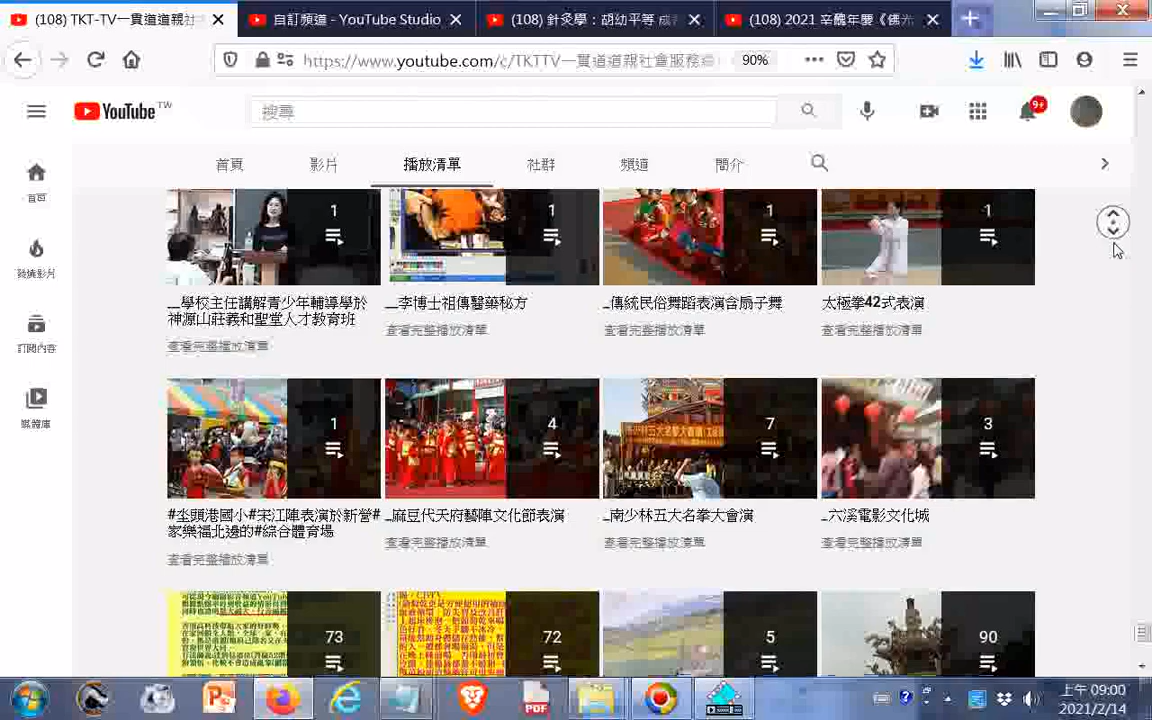 (108) TKT-TV一貫道道親社
自訂頻道 - YouTube Studio
(108) 針灸學：胡幼平等 成
(108) 2021 辛醜年慶《佛光
https://www.youtube.com/c/TKTTV一貫道道親社會服務
90%
YouTube TW
搜尋
9+
首頁
影片
播放清單
社群
頻道
簡介
首頁
發燒影片
訂閱內容
媒體庫
1
1
1
1
__學校主任講解青少年輔導學於
神源山莊義和聖堂人才教育班
查看完整播放清單
_李博士祖傳醫藥秘方
查看完整播放清單
_傳統民俗舞蹈表演含扇子舞
查看完整播放清單
太極拳42式表演
查看完整播放清單
1
4
7
3
#埊頭港國小#宋江陣表演於新營#
家樂福北邊的#綜合體育場
查看完整播放清單
_麻豆代天府藝陣文化節表演
查看完整播放清單
_南少林五大名拳大會演
查看完整播放清單
_六溪電影文化城
查看完整播放清單
73
72
5
90
PDF
上午 09:00
2021/2/14